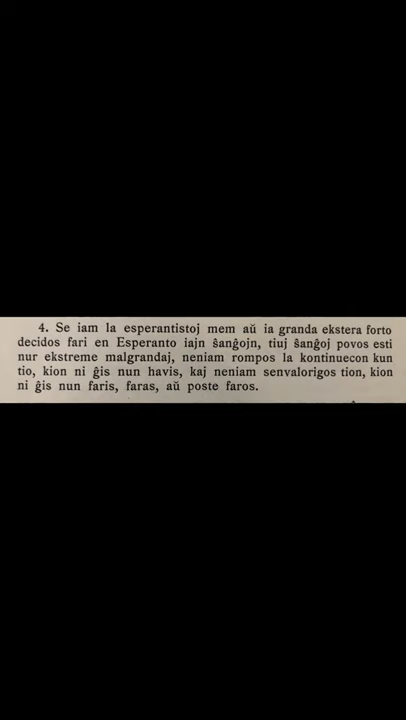 4. Se iam la esperantistoj mem aŭ ia granda ekstera forto
decidos fari en Esperanto iajn ŝanĝojn, tiuj ŝanĝoj povos esti
nur ekstreme malgrandaj, neniam rompos la kontinuecon kun
tio, kion ni ĝis nun havis, kaj neniam senvalorigos tion, kion
ni ĝis nun faris, faras, aŭ poste faros.